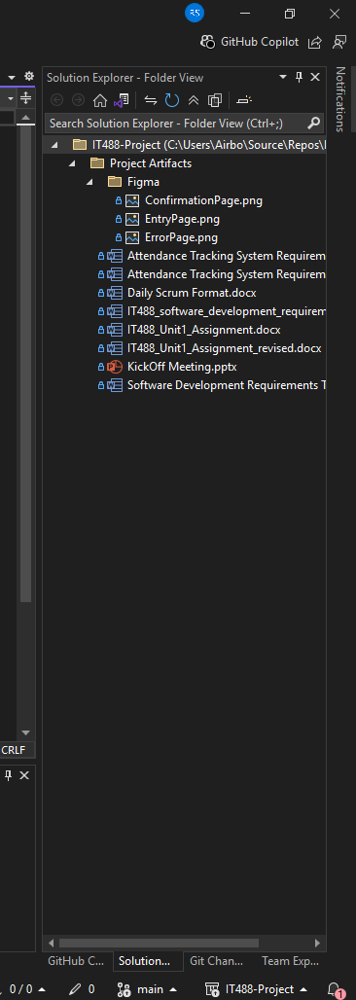 RS
GitHub Copilot
Solution Explorer - Folder View
Notifications
Search Solution Explorer - Folder View (Ctrl+;)
IT488-Project (C:\Users\Airbo\Source\Repos\
Project Artifacts
Figma
ConfirmationPage.png
EntryPage.png
ErrorPage.png
Attendance Tracking System Requirem
Attendance Tracking System Requirem
Daily Scrum Format.docx
IT488_software_development_requirem
IT488_Unit1_Assignment.docx
IT488_Unit1_Assignment_revised.docx
KickOff Meeting.pptx
Software Development Requirements T
CRLF
GitHub C... Solution... Git Chan... Team Exp...
0 / 0 0 main IT488-Project 1